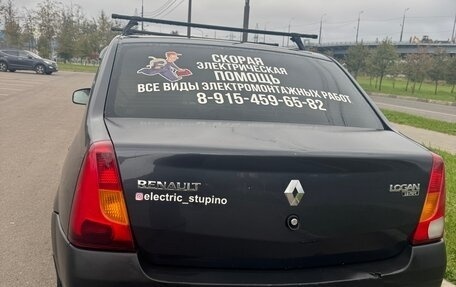 СКОРАЯ
ЭЛЕКТРИЧЕСКАЯ
ПОМОЩЬ
ВСЕ ВИДЫ ЭЛЕКТРОМОНТАЖНЫХ РАБОТ
8-915-459-65-82
RENAULT
LOGAN
electric_stupino